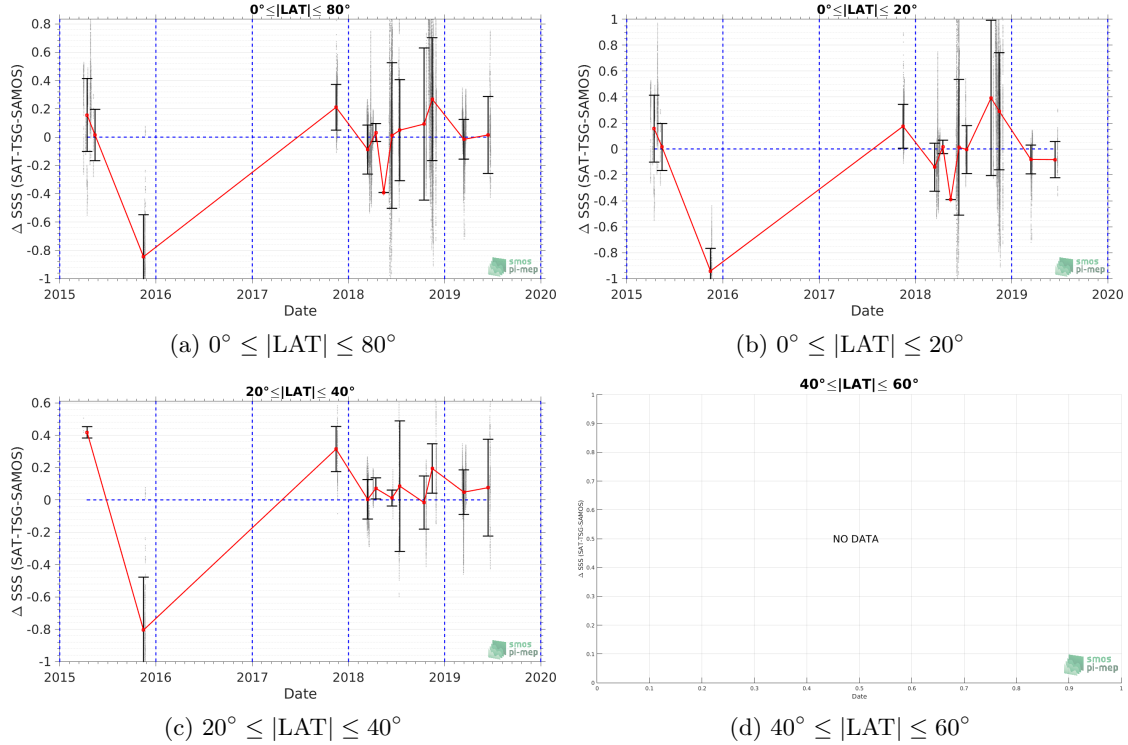 0°≤|LAT|≤ 80°
Δ SSS (SAT-TSG-SAMOS)
0.8
0.6
0.4
0.2
0
-0.2
-0.4
-0.6
-0.8
-1
2015 2016 2017 2018 2019 2020
Date
smos
pi-mep
(a) 0° ≤ |LAT| ≤ 80°
0°≤|LAT|≤ 20°
Δ SSS (SAT-TSG-SAMOS)
1
0.8
0.6
0.4
0.2
0
-0.2
-0.4
-0.6
-0.8
-1
2015 2016 2017 2018 2019 2020
Date
smos
pi-mep
(b) 0° ≤ |LAT| ≤ 20°
20°≤|LAT|≤ 40°
Δ SSS (SAT-TSG-SAMOS)
0.6
0.4
0.2
0
-0.2
-0.4
-0.6
-0.8
-1
2015 2016 2017 2018 2019 2020
Date
smos
pi-mep
(c) 20° ≤ |LAT| ≤ 40°
40°≤|LAT|≤ 60°
Δ SSS (SAT-TSG-SAMOS)
1
0.9
0.8
0.7
0.6
0.5
0.4
0.3
0.2
0.1
0
NO DATA
0 0.1 0.2 0.3 0.4 0.5 0.6 0.7 0.8 0.9 1
Date
smos
pi-mep
(d) 40° ≤ |LAT| ≤ 60°